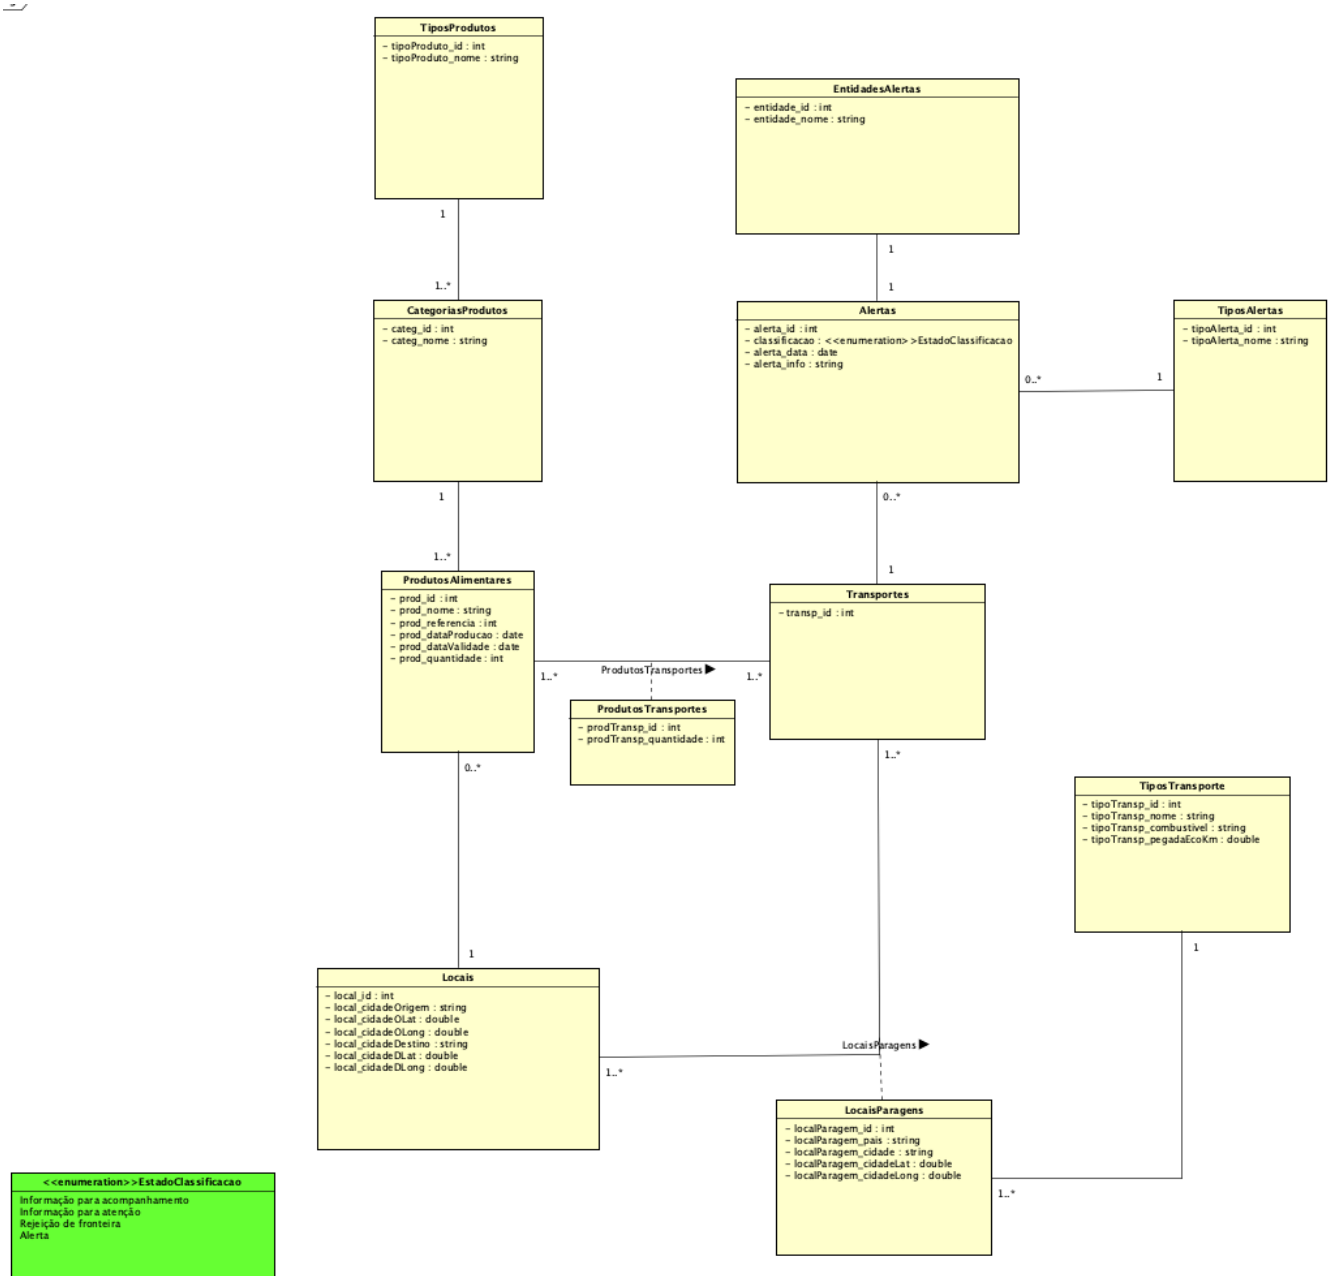 TiposProdutos
- tipoProduto_id : int
- tipoProduto_nome : string
1
1..*
EntidadesAlertas
- entidade_id : int
- entidade_nome : string
1
1
CategoriasProdutos
- categ_id : int
- categ_nome : string
1
1..*
Alertas
- alerta_id : int
- classificacao : <<enumeration>>EstadoClassificacao
- alerta_data : date
- alerta_info : string
0..*
1
TiposAlertas
- tipoAlerta_id : int
- tipoAlerta_nome : string
0..*
1
ProdutosAlimentares
- prod_id : int
- prod_nome : string
- prod_referencia : int
- prod_dataProducao : date
- prod_dataValidade : date
- prod_quantidade : int
1..*
ProdutosTransportes ▶
1..*
Transportes
- transp_id : int
ProdutosTransportes
- prodTransp_id : int
- prodTransp_quantidade : int
0..*
1
1..*
TiposTransporte
- tipoTransp_id : int
- tipoTransp_nome : string
- tipoTransp_combustivel : string
- tipoTransp_pegadaEcoKm : double
1
Locais
- local_id : int
- local_cidadeOrigem : string
- local_cidadeOLat : double
- local_cidadeOLong : double
- local_cidadeDestino : string
- local_cidadeDLat : double
- local_cidadeDLong : double
1..*
LocaisParagens ▶
LocaisParagens
- localParagem_id : int
- localParagem_pais : string
- localParagem_cidade : string
- localParagem_cidadeLat : double
- localParagem_cidadeLong : double
1..*
<<enumeration>>EstadoClassificacao
Informação para acompanhamento
Informação para atenção
Rejeição de fronteira
Alerta